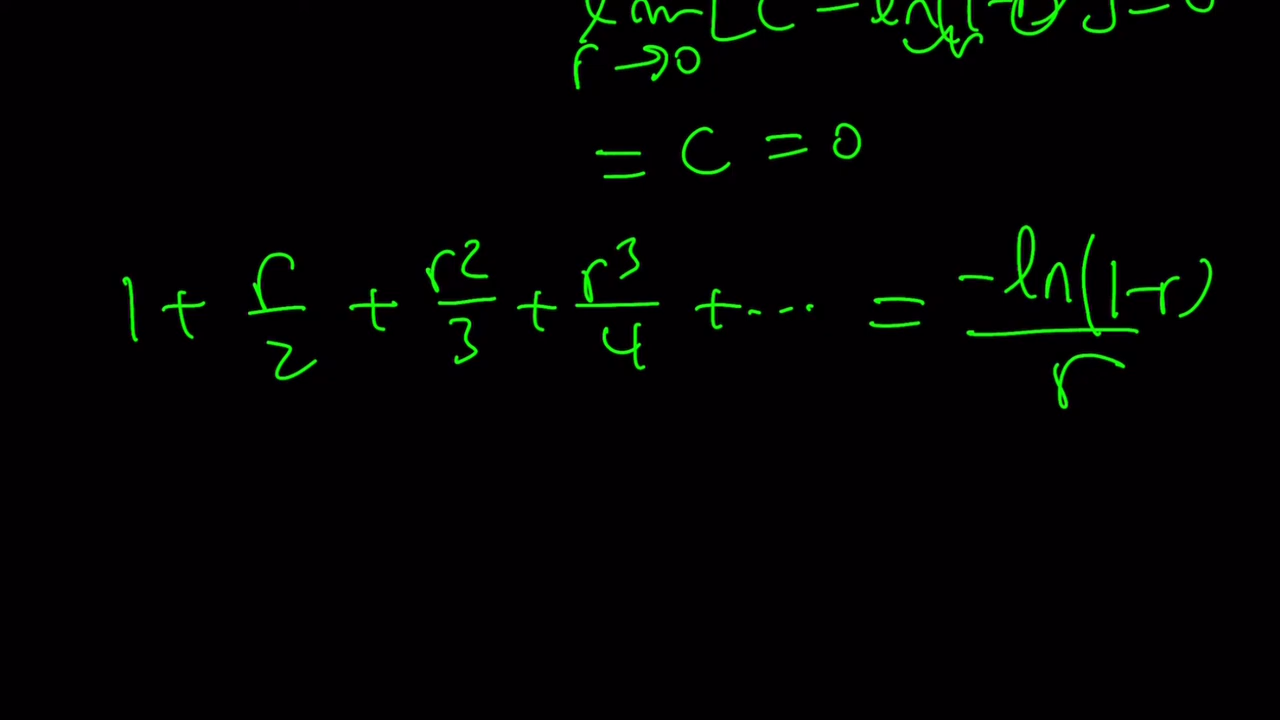 r → 0
= C = 0
1 + r/2 + r²/3 + r³/4 + ... = -ln(1-r)/r